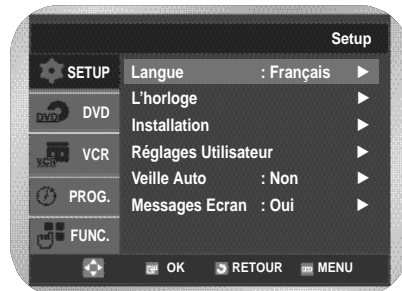 Setup
SETUP
Langue : Français ►
L'horloge ►
DVD
Installation ►
VCR
Réglages Utilisateur ►
Veille Auto : Non ►
PROG.
Messages Ecran : Oui ►
FUNC.
OK RETOUR MENU